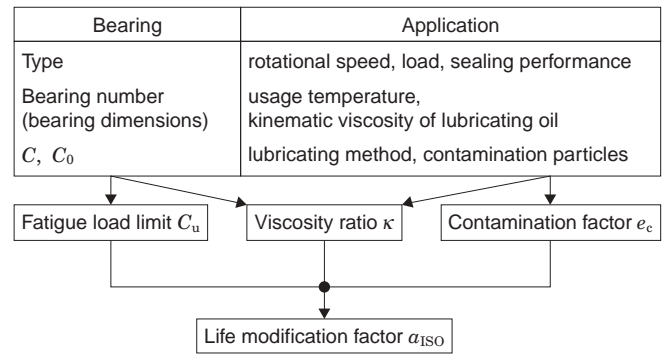 Bearing
Application
Type
rotational speed, load, sealing performance
Bearing number
(bearing dimensions)
usage temperature,
kinematic viscosity of lubricating oil
C, C0
lubricating method, contamination particles
Fatigue load limit Cu
Viscosity ratio κ
Contamination factor ec
Life modification factor aISO